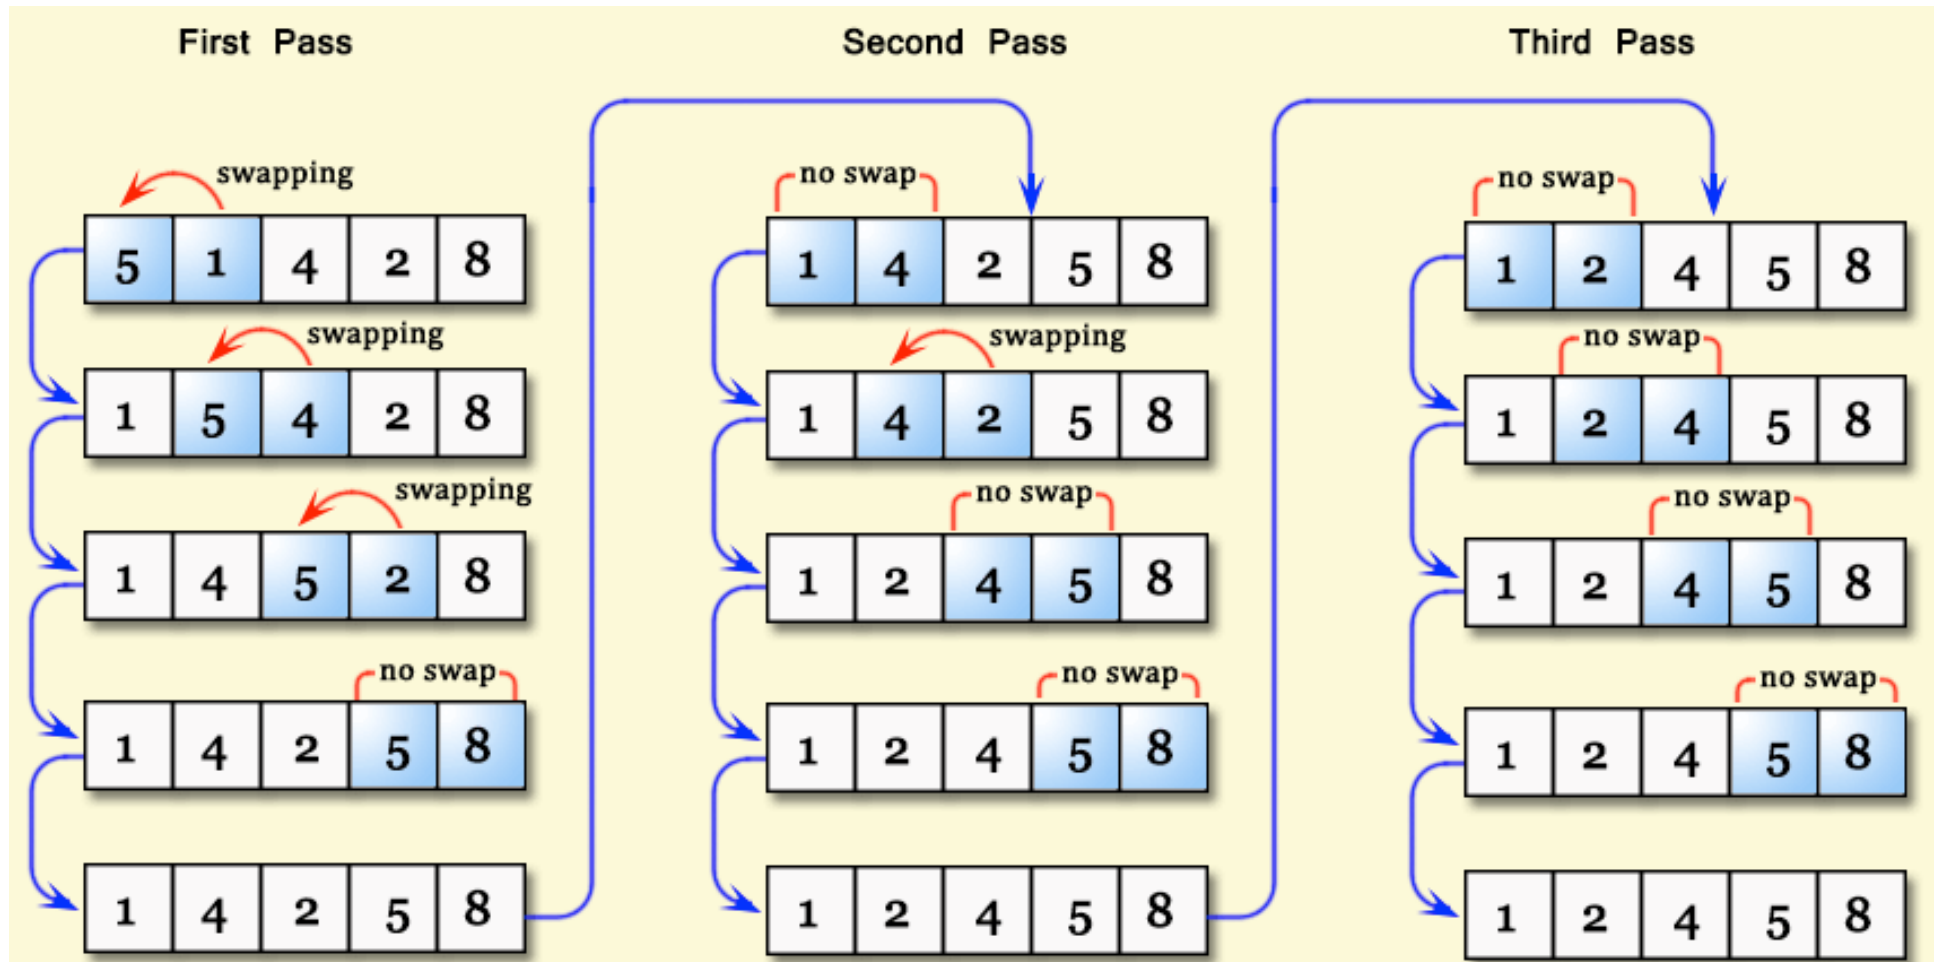 First Pass
swapping
5 1 4 2 8
swapping
1 5 4 2 8
swapping
1 4 5 2 8
no swap
1 4 2 5 8
1 4 2 5 8
Second Pass
no swap
1 4 2 5 8
swapping
1 4 2 5 8
no swap
1 2 4 5 8
no swap
1 2 4 5 8
1 2 4 5 8
Third Pass
no swap
1 2 4 5 8
no swap
1 2 4 5 8
no swap
1 2 4 5 8
no swap
1 2 4 5 8
1 2 4 5 8